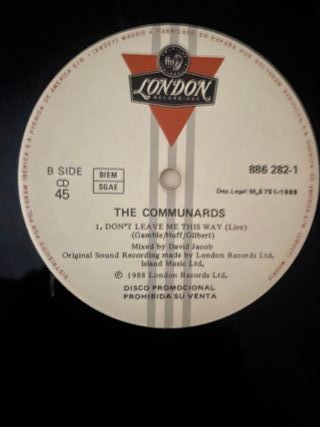 LONDON
RECORDINGS
B SIDE
45
BIEM
SGAE
886 282-1
Dep. Legal M.5751-1988
THE COMMUNARDS
1. DON'T LEAVE ME THIS WAY (Live)
(Gamble/Huff/Gilbert)
Mixed by David Jacob
Original Sound Recording made by London Records Ltd.
Island Music Ltd.
℗ 1988 London Records Ltd.
DISCO PROMOCIONAL
PROHIBIDA SU VENTA